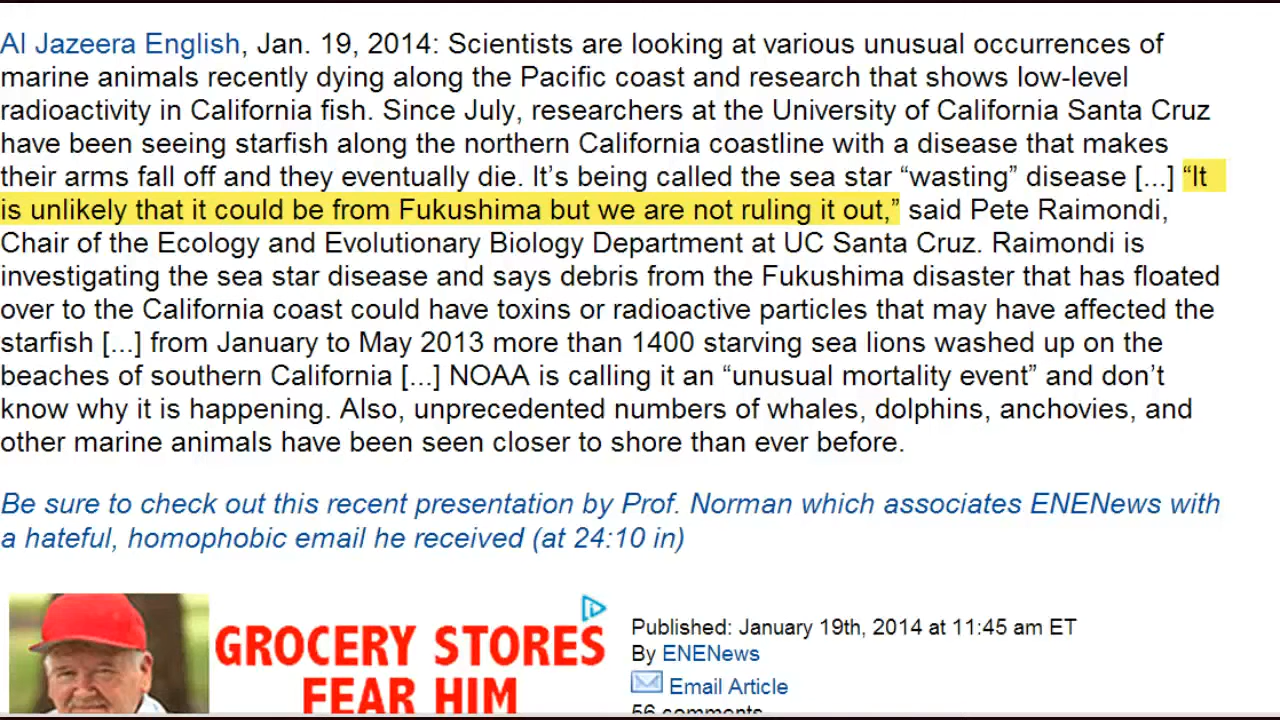 Al Jazeera English, Jan. 19, 2014: Scientists are looking at various unusual occurrences of
marine animals recently dying along the Pacific coast and research that shows low-level
radioactivity in California fish. Since July, researchers at the University of California Santa Cruz
have been seeing starfish along the northern California coastline with a disease that makes
their arms fall off and they eventually die. It’s being called the sea star “wasting” disease [...] “It
is unlikely that it could be from Fukushima but we are not ruling it out,” said Pete Raimondi,
Chair of the Ecology and Evolutionary Biology Department at UC Santa Cruz. Raimondi is
investigating the sea star disease and says debris from the Fukushima disaster that has floated
over to the California coast could have toxins or radioactive particles that may have affected the
starfish [...] from January to May 2013 more than 1400 starving sea lions washed up on the
beaches of southern California [...] NOAA is calling it an “unusual mortality event” and don’t
know why it is happening. Also, unprecedented numbers of whales, dolphins, anchovies, and
other marine animals have been seen closer to shore than ever before.
Be sure to check out this recent presentation by Prof. Norman which associates ENENews with
a hateful, homophobic email he received (at 24:10 in)
GROCERY STORES
FEAR HIM
Published: January 19th, 2014 at 11:45 am ET
By ENENews
Email Article
56 comments